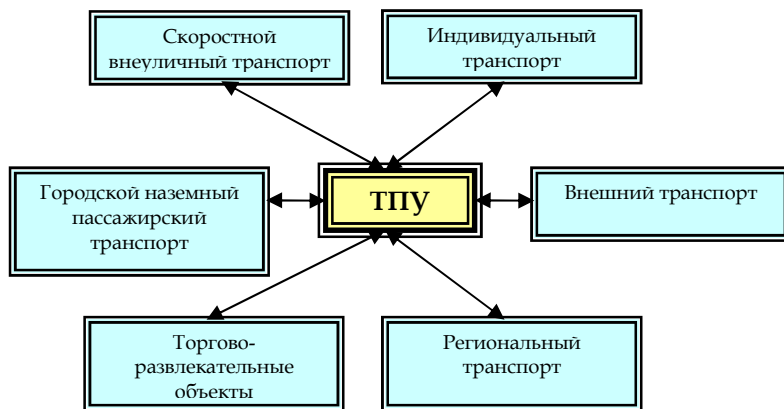 Скоростной
внеуличный транспорт
Индивидуальный
транспорт
Городской наземный
пассажирский
транспорт
ТПУ
Внешний транспорт
Торгово-
развлекательные
объекты
Региональный
транспорт